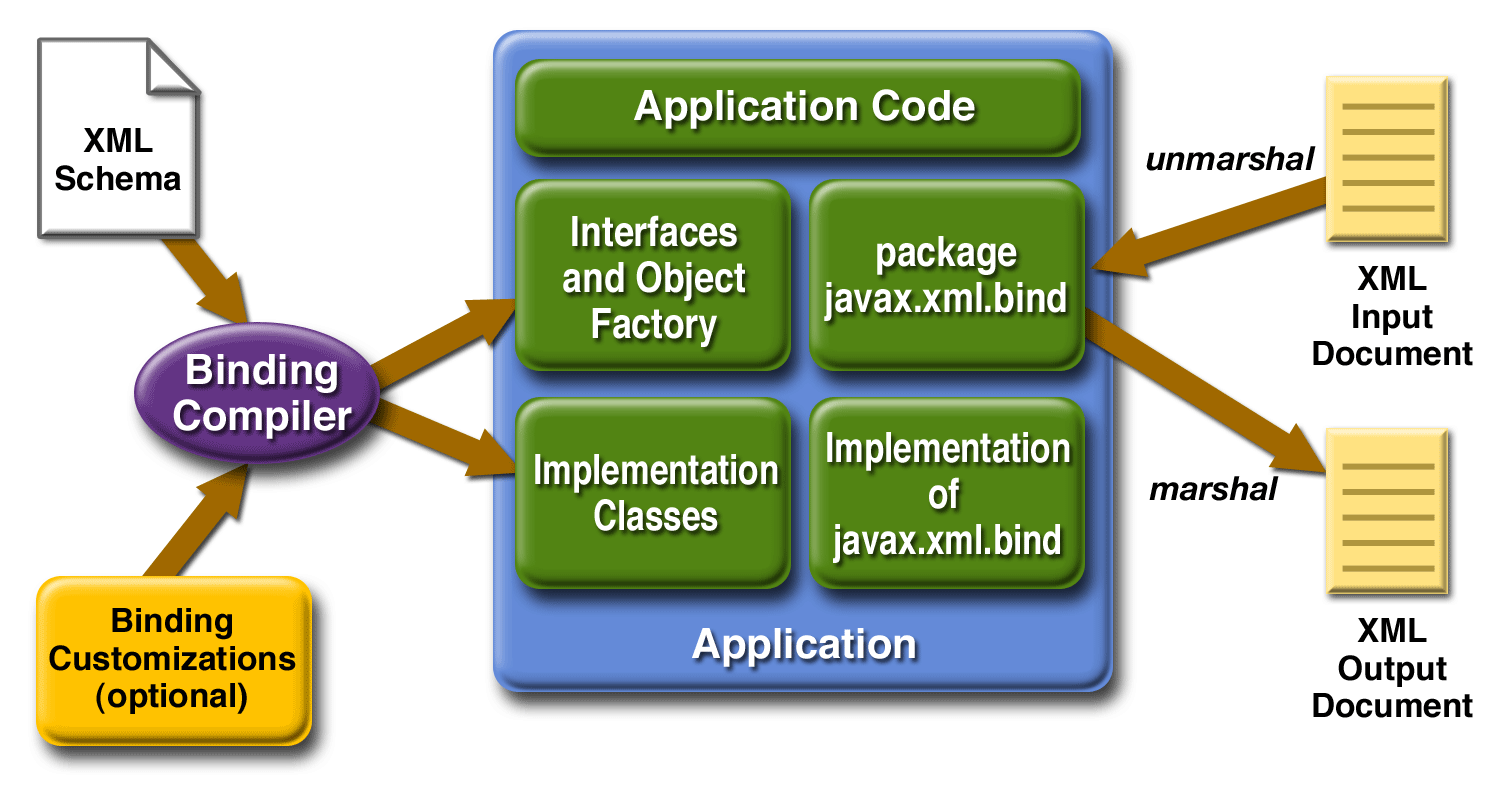 XML
Schema
Binding
Compiler
Binding
Customizations
(optional)
Application Code
Interfaces
and Object
Factory
package
javax.xml.bind
Implementation
Classes
Implementation
of
javax.xml.bind
Application
unmarshal
XML
Input
Document
marshal
XML
Output
Document